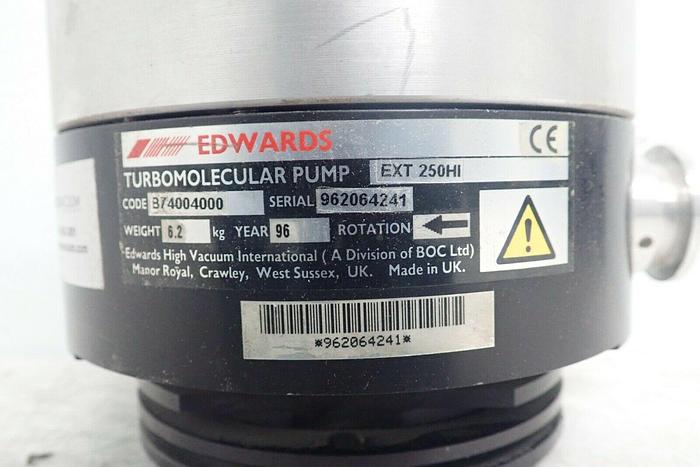 EDWARDS CE
TURBOMOLECULAR PUMP EXT 250HI
CODE B74004000 SERIAL 962064241
WEIGHT 6.2 kg YEAR 96 ROTATION
Edwards High Vacuum International ( A Division of BOC Ltd)
Manor Royal, Crawley, West Sussex, UK. Made in UK.
*962064241*